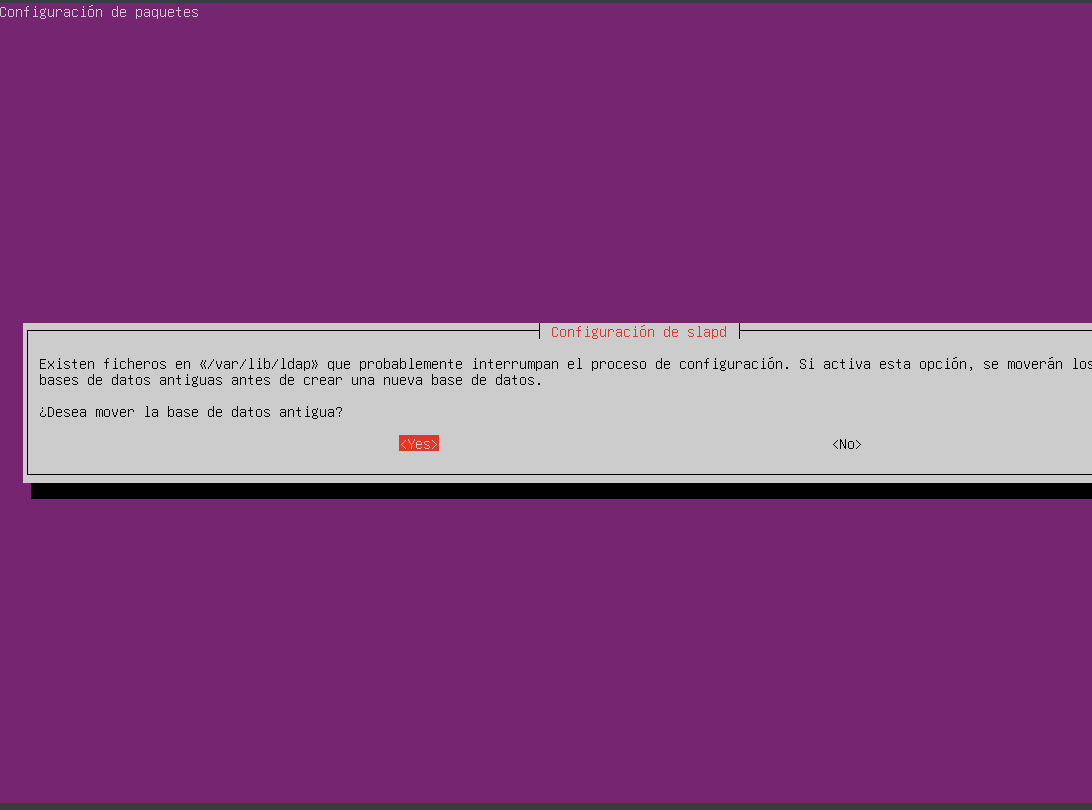 Configuración de paquetes
Configuración de slapd
Existen ficheros en «/var/lib/ldap» que probablemente interrumpan el proceso de configuración. Si activa esta opción, se moverán los
bases de datos antiguas antes de crear una nueva base de datos.
¿Desea mover la base de datos antigua?
<Yes> <No>